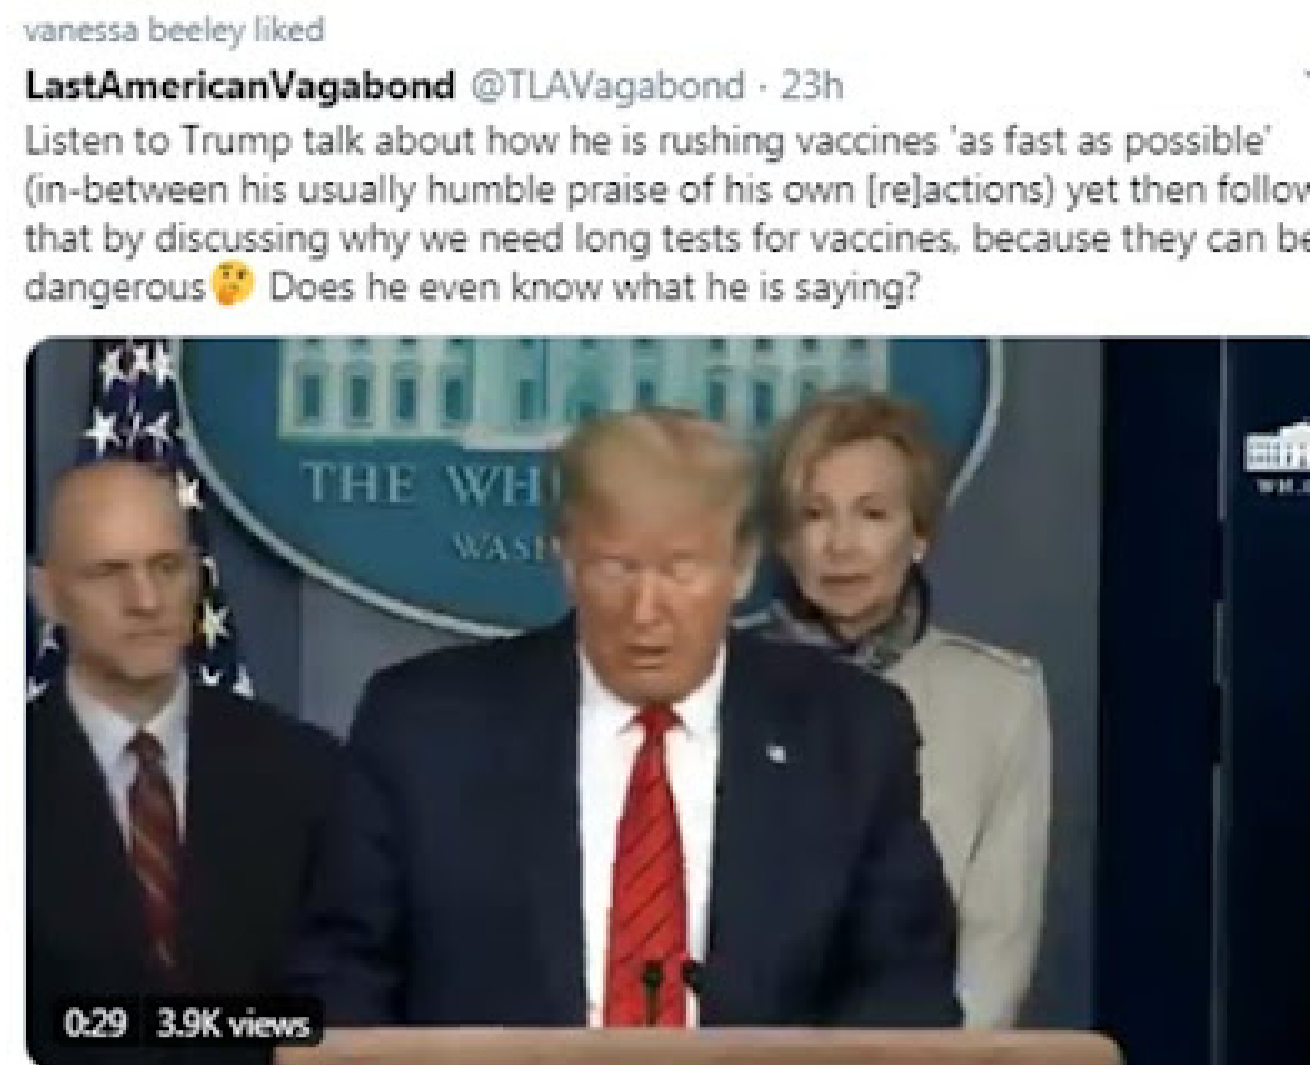 vanessa beeley liked
LastAmericanVagabond @TLAVagabond · 23h
Listen to Trump talk about how he is rushing vaccines 'as fast as possible'
(in-between his usually humble praise of his own [re]actions) yet then follow
that by discussing why we need long tests for vaccines, because they can be
dangerous🤔 Does he even know what he is saying?
THE WH
WASH
0:29 3.9K views